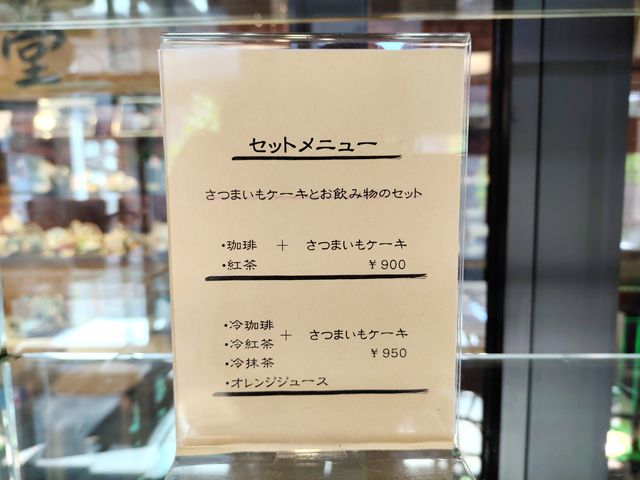 堂
セットメニュー
さつまいもケーキとお飲み物のセット
・珈琲 + さつまいもケーキ
・紅茶 ¥900
・冷珈琲
・冷紅茶 + さつまいもケーキ
・冷抹茶 ¥950
・オレンジジュース